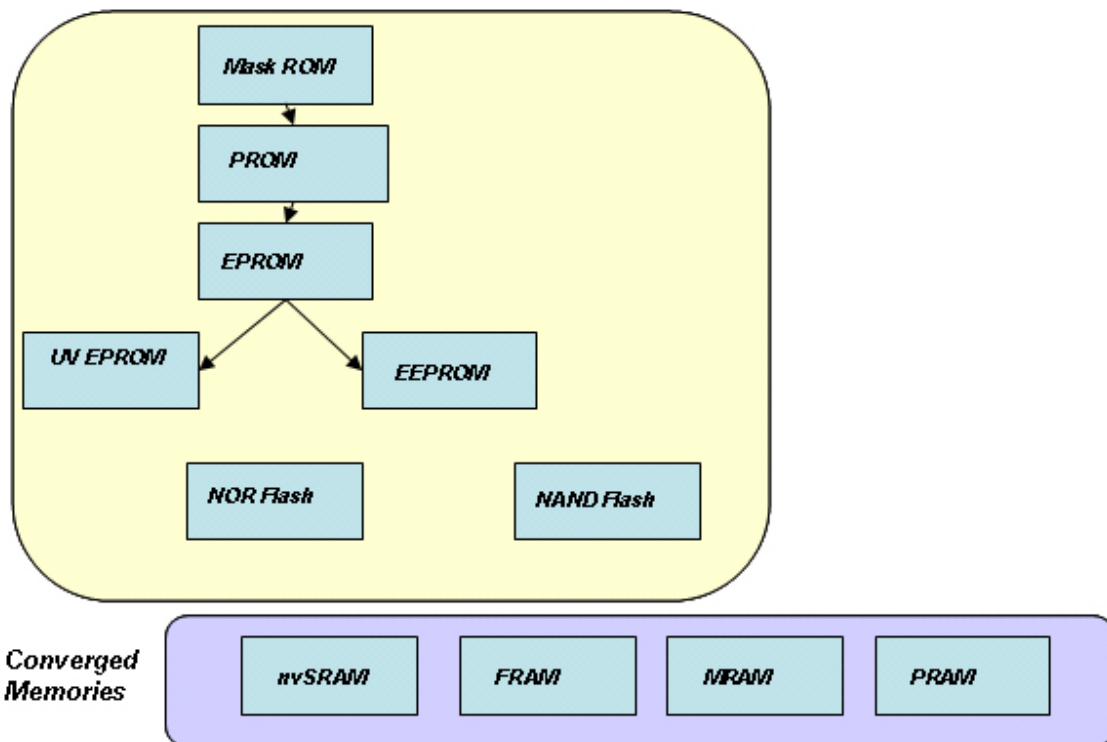 Mask ROM
PROM
EPROM
UV EPROM
EEPROM
NOR Flash
NAND Flash
Converged
Memories
nvSRAM
FRAM
MRAM
PRAM